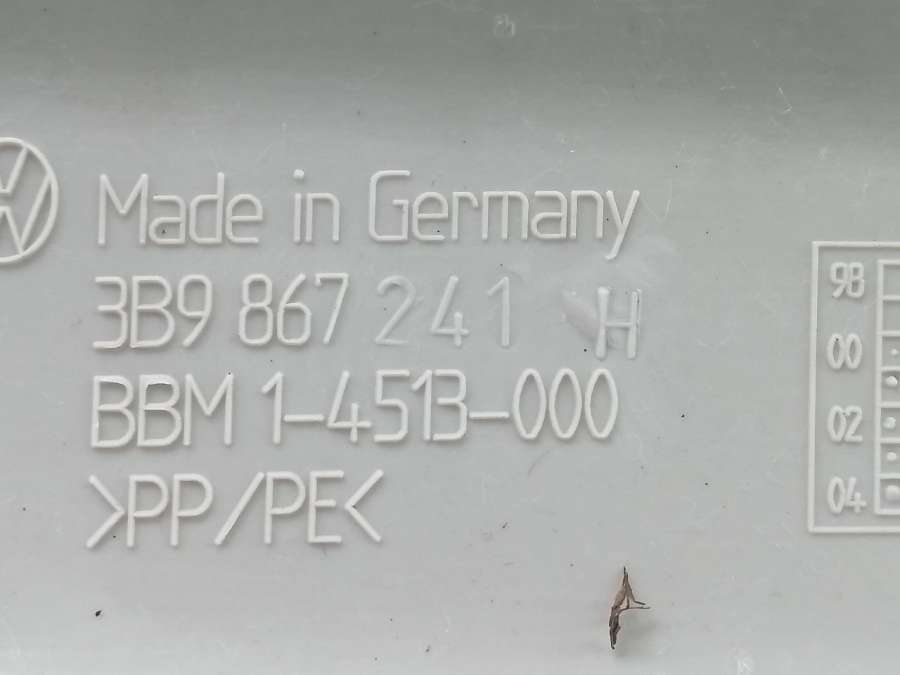 Made in Germany
3B9 867 241 H
BBM 1-4513-000
>PP/PE<
98
00
02
04